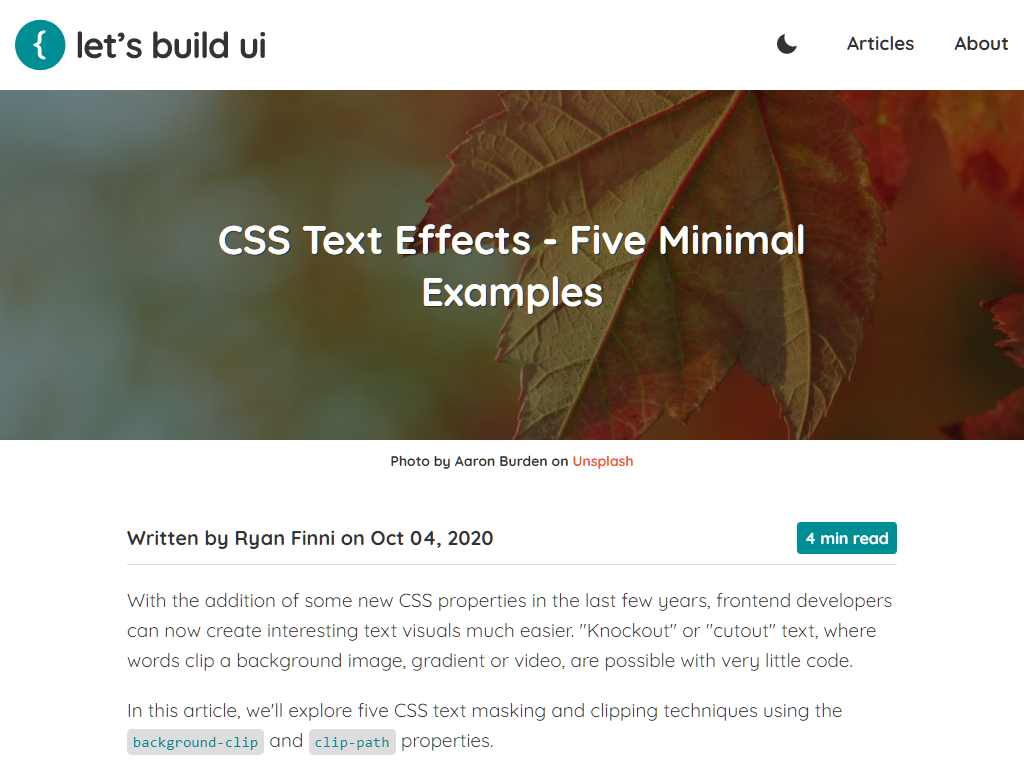 { let's build ui
Articles
About
CSS Text Effects - Five Minimal
Examples
Photo by Aaron Burden on Unsplash
Written by Ryan Finni on Oct 04, 2020
4 min read
With the addition of some new CSS properties in the last few years, frontend developers
can now create interesting text visuals much easier. "Knockout" or "cutout" text, where
words clip a background image, gradient or video, are possible with very little code.
In this article, we'll explore five CSS text masking and clipping techniques using the
background-clip and clip-path properties.